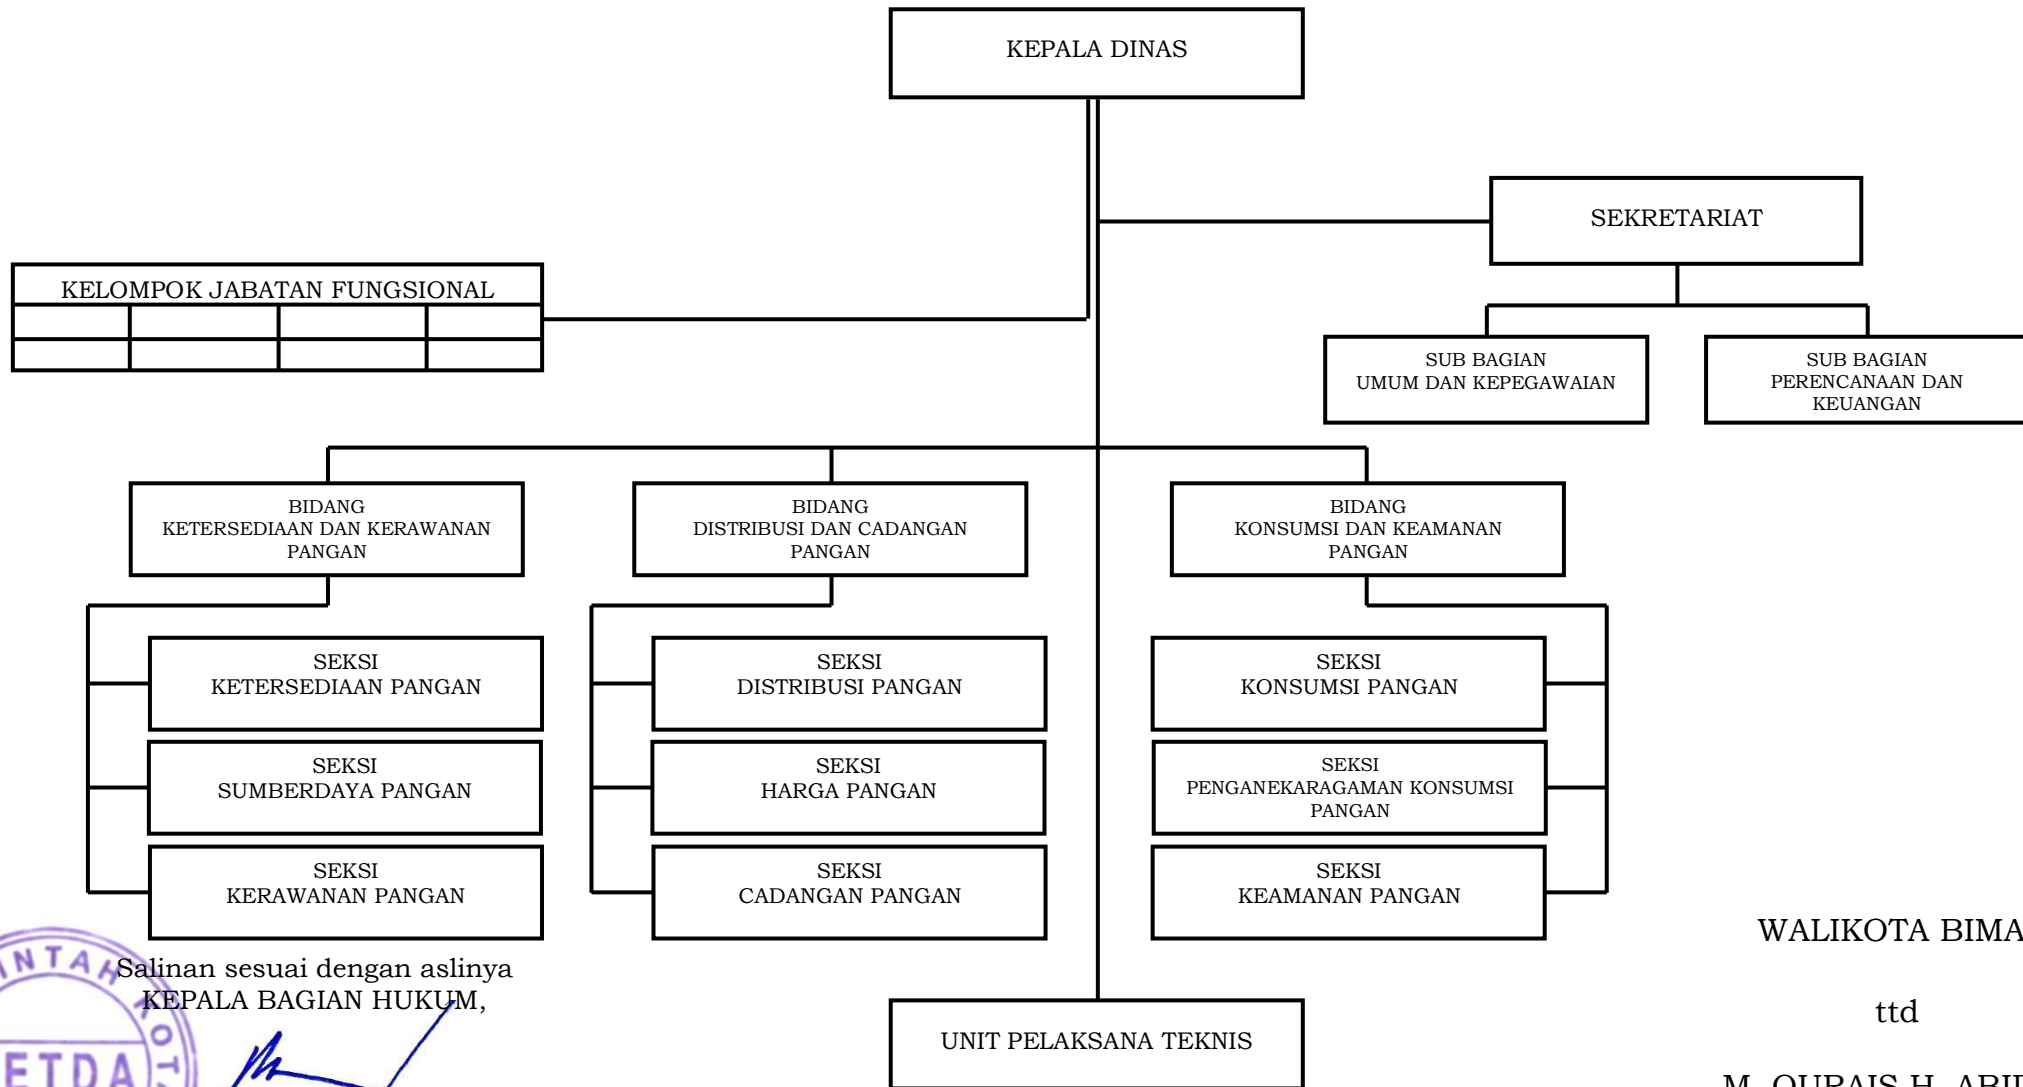 KEPALA DINAS
SEKRETARIAT
KELOMPOK JABATAN FUNGSIONAL
SUB BAGIAN
UMUM DAN KEPEGAWAIAN
SUB BAGIAN
PERENCANAAN DAN
KEUANGAN
BIDANG
KETERSEDIAAN DAN KERAWANAN
PANGAN
BIDANG
DISTRIBUSI DAN CADANGAN
PANGAN
BIDANG
KONSUMSI DAN KEAMANAN
PANGAN
SEKSI
KETERSEDIAAN PANGAN
SEKSI
SUMBERDAYA PANGAN
SEKSI
KERAWANAN PANGAN
SEKSI
DISTRIBUSI PANGAN
SEKSI
HARGA PANGAN
SEKSI
CADANGAN PANGAN
SEKSI
KONSUMSI PANGAN
SEKSI
PENGANEKARAGAMAN KONSUMSI
PANGAN
SEKSI
KEAMANAN PANGAN
Salinan sesuai dengan aslinya
KEPALA BAGIAN HUKUM,
UNIT PELAKSANA TEKNIS
WALIKOTA BIMA
ttd
M. QURAIS H.